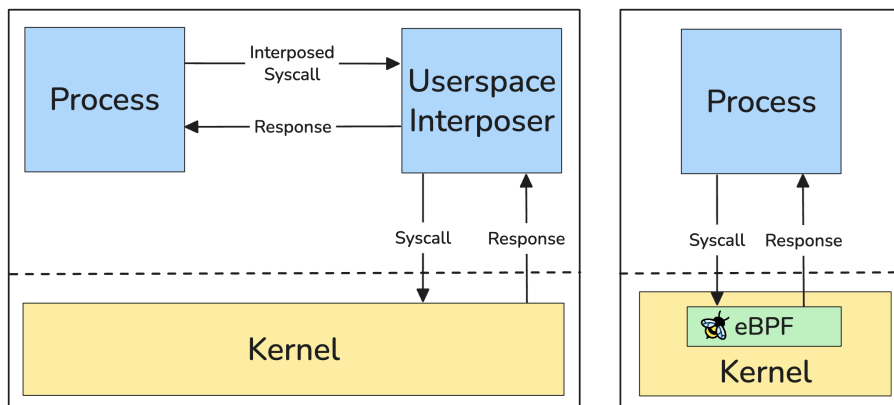 Process
Interposed
Syscall
Response
Userspace
Interposer
Syscall
Response
Kernel
Process
Syscall
Response
eBPF
Kernel